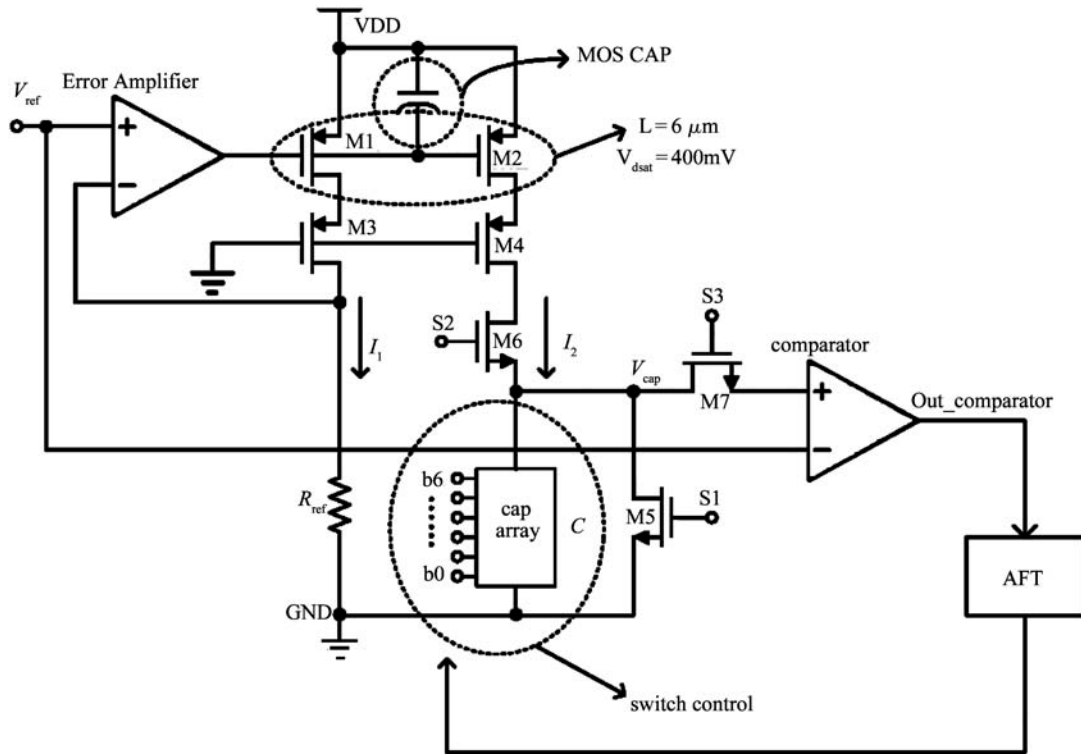 VDD
MOS CAP
Error Amplifier
V_ref
+
−
M1
M2
L = 6 μm
V_dsat = 400mV
M3
M4
S2
M6
S3
I_1
I_2
V_cap
M7
comparator
+
−
Out_comparator
R_ref
b6
b0
cap
array
C
M5
S1
AFT
GND
switch control